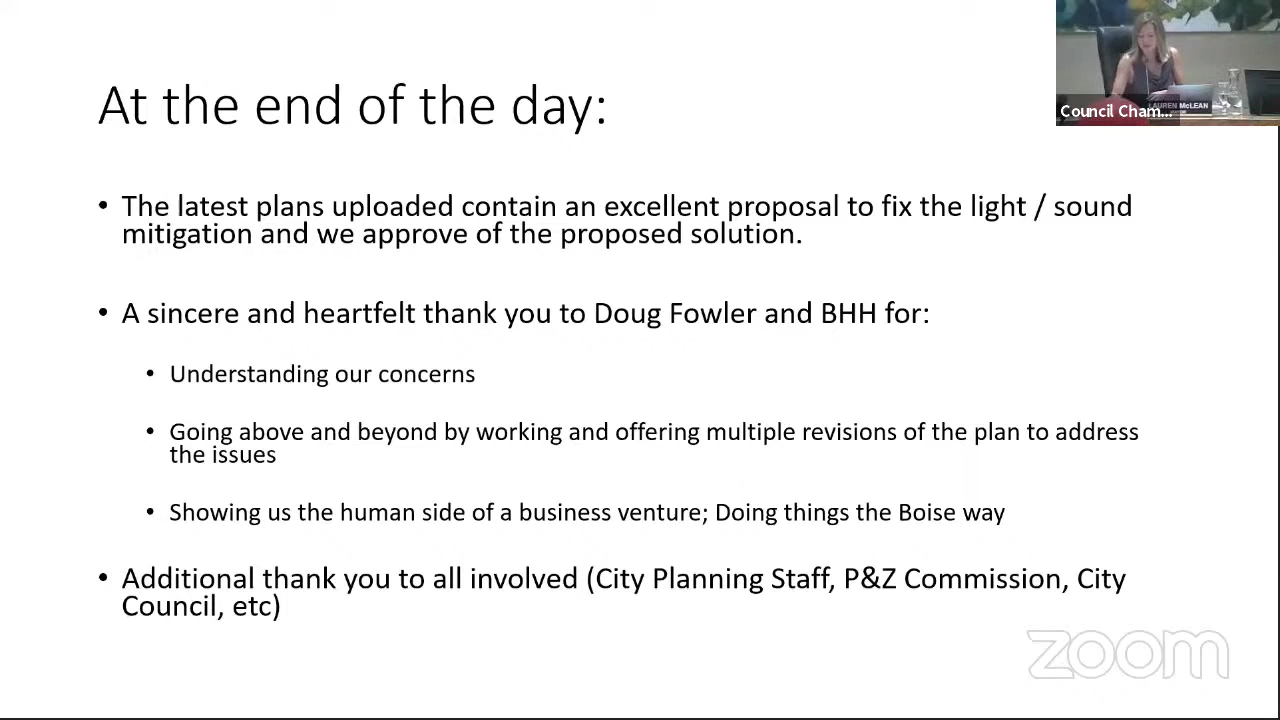 At the end of the day:
LAUREN McLEAN
MAYOR
Council Cham...
• The latest plans uploaded contain an excellent proposal to fix the light / sound
mitigation and we approve of the proposed solution.
• A sincere and heartfelt thank you to Doug Fowler and BHH for:
• Understanding our concerns
• Going above and beyond by working and offering multiple revisions of the plan to address
the issues
• Showing us the human side of a business venture; Doing things the Boise way
• Additional thank you to all involved (City Planning Staff, P&Z Commission, City
Council, etc)
zoom